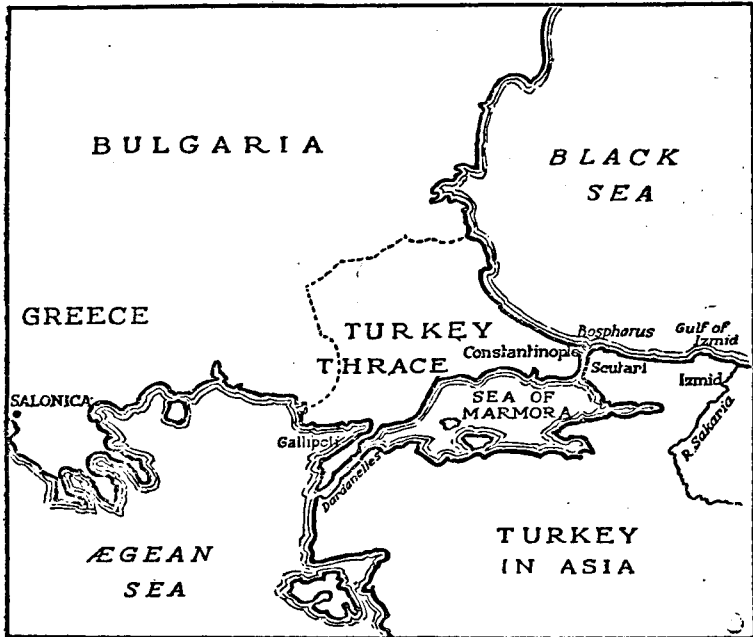 BULGARIA
BLACK
SEA
GREECE
TURKEY
THRACE
Constantinople
Bosphorus
Gulf of
Izmid
Scutari
Izmid
SALONICA
SEA OF
MARMORA
Gallipoli
Dardanelles
R. Sakaria
ÆGEAN
SEA
TURKEY
IN ASIA